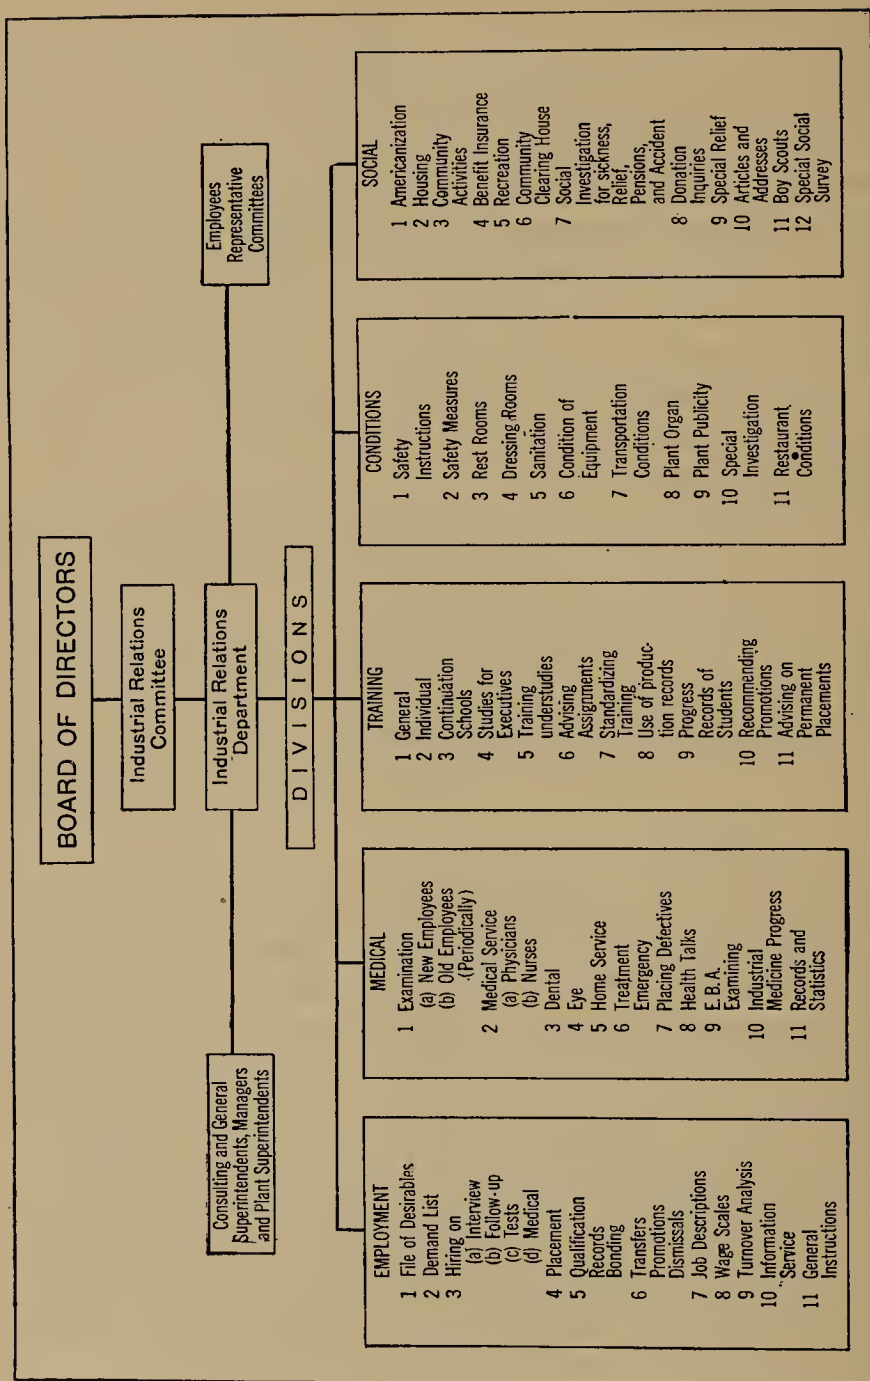 BOARD OF DIRECTORS
Industrial Relations
Committee
Consulting and General
Superintendents, Managers
and Plant Superintendents
Industrial Relations
Department
Employees
Representative
Committees
DIVISIONS
EMPLOYMENT
1 File of Desirables
2 Demand List
3 Hiring on
(a) Interview
(b) Follow-up
(c) Tests
(d) Medical
4 Placement
5 Qualification
Records
Bonding
6 Transfers
Promotions
Dismissals
7 Job Descriptions
8 Wage Scales
9 Turnover Analysis
10 Information
Service
11 General
Instructions
MEDICAL
1 Examination
(a) New Employees
(b) Old Employees
(Periodically)
2 Medical Service
(a) Physicians
(b) Nurses
3 Dental
4 Eye
5 Home Service
6 Treatment
Emergency
7 Placing Defectives
8 Health Talks
9 E.B.A.
Examining
10 Industrial
Medicine Progress
11 Records and
Statistics
TRAINING
1 General
2 Individual
3 Continuation
Schools
4 Studies for
Executives
5 Training
understudies
6 Advising
Assignments
7 Standardizing
Training
8 Use of produc-
tion records
9 Progress
Records of
Students
10 Recommending
Promotions
11 Advising on
Permanent
Placements
CONDITIONS
1 Safety
Instructions
2 Safety Measures
3 Rest Rooms
4 Dressing Rooms
5 Sanitation
6 Condition of
Equipment
7 Transportation
Conditions
8 Plant Organ
9 Plant Publicity
10 Special
Investigation
11 Restaurant
Conditions
SOCIAL
1 Americanization
2 Housing
3 Community
Activities
4 Benefit Insurance
5 Recreation
6 Community
Clearing House
7 Social
Investigation
for sickness,
Relief,
Pensions,
and Accident
8 Donation
Inquiries
9 Special Relief
10 Articles and
Addresses
11 Boy Scouts
12 Special Social
Survey